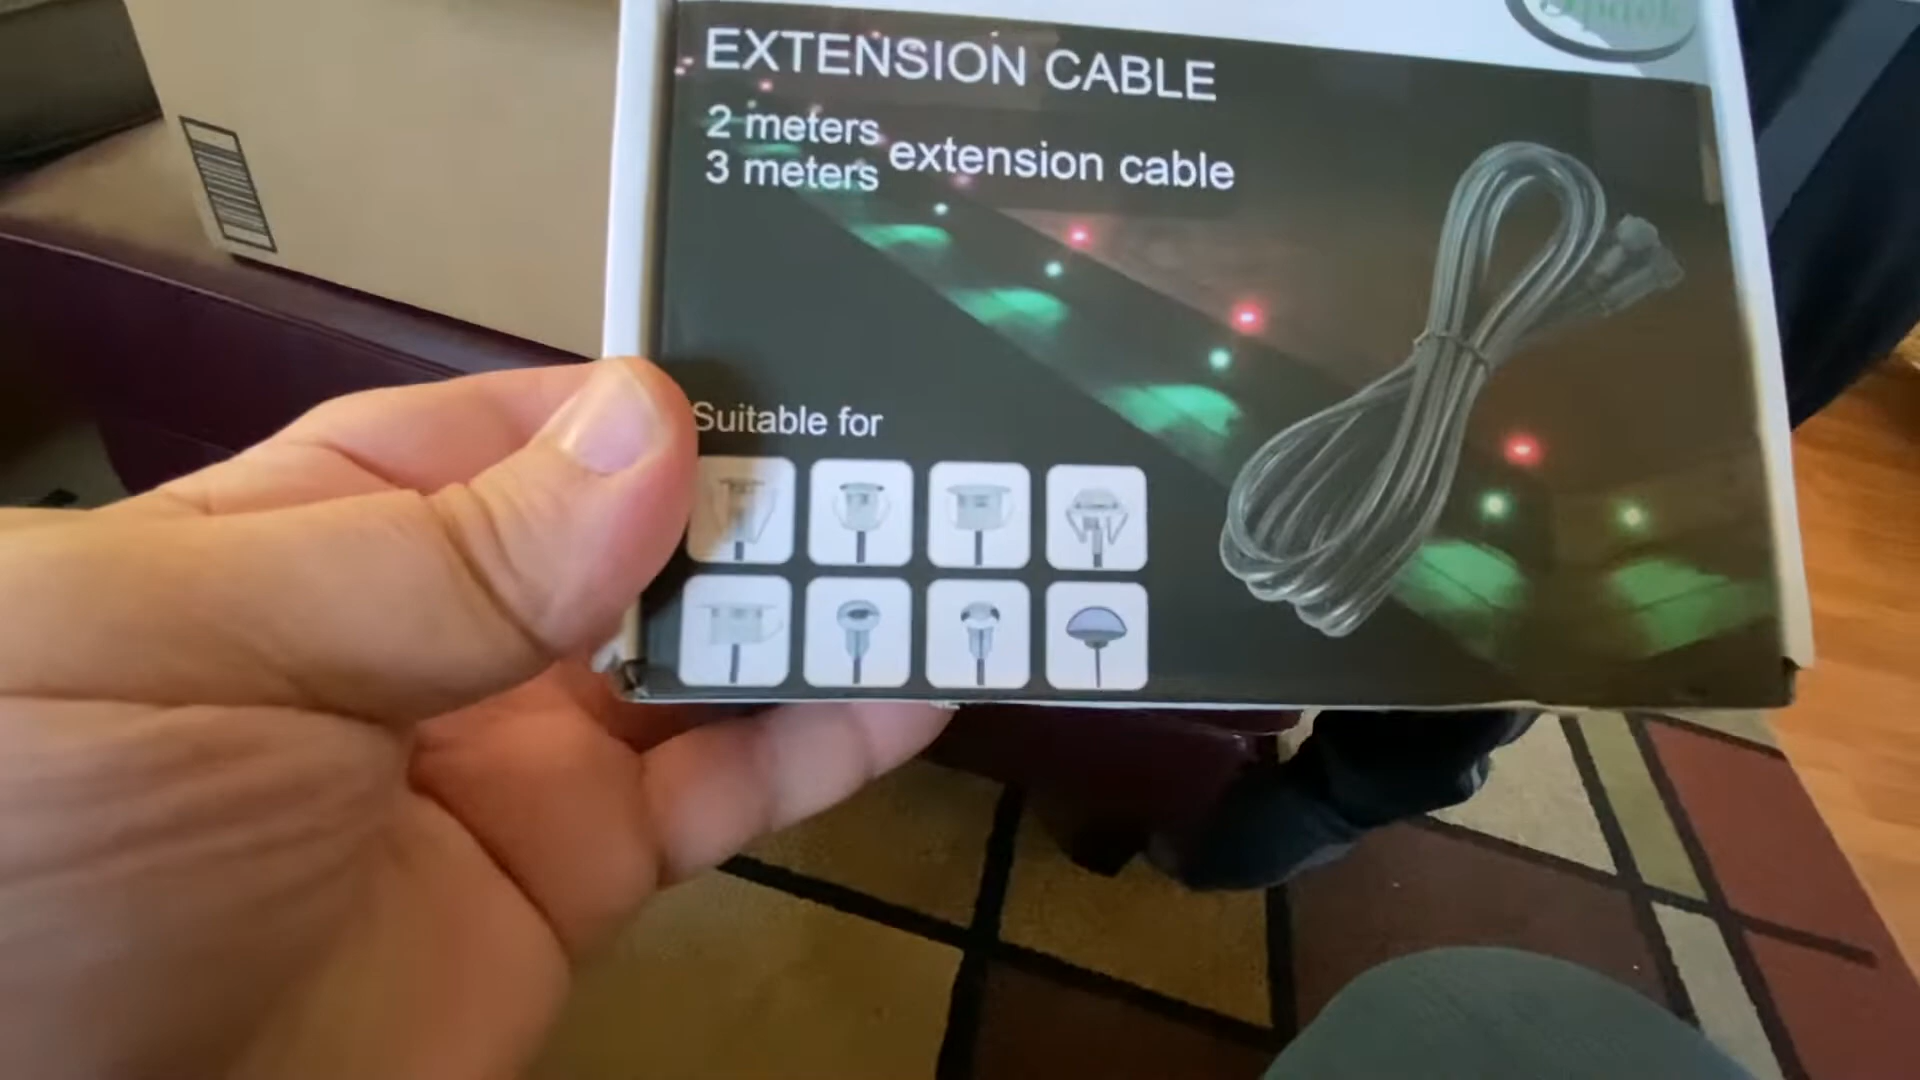 EXTENSION CABLE
2 meters
3 meters
extension cable
Suitable for